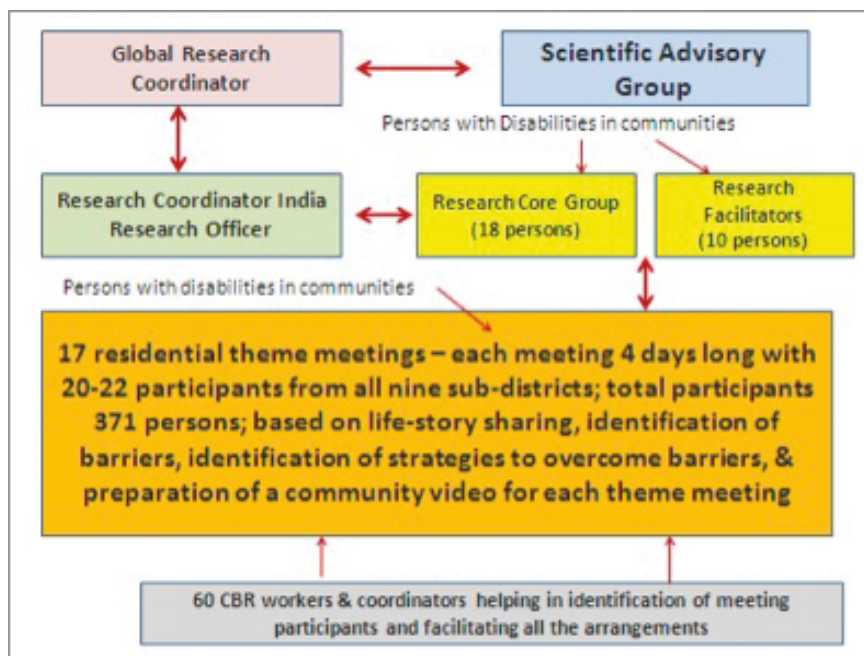 Global Research
Coordinator
Scientific Advisory
Group
Persons with Disabilities in communities
Research Coordinator India
Research Officer
Research Core Group
(18 persons)
Research
Facilitators
(10 persons)
Persons with disabilities in communities
17 residential theme meetings – each meeting 4 days long with
20-22 participants from all nine sub-districts; total participants
371 persons; based on life-story sharing, identification of
barriers, identification of strategies to overcome barriers, &
preparation of a community video for each theme meeting
60 CBR workers & coordinators helping in identification of meeting
participants and facilitating all the arrangements